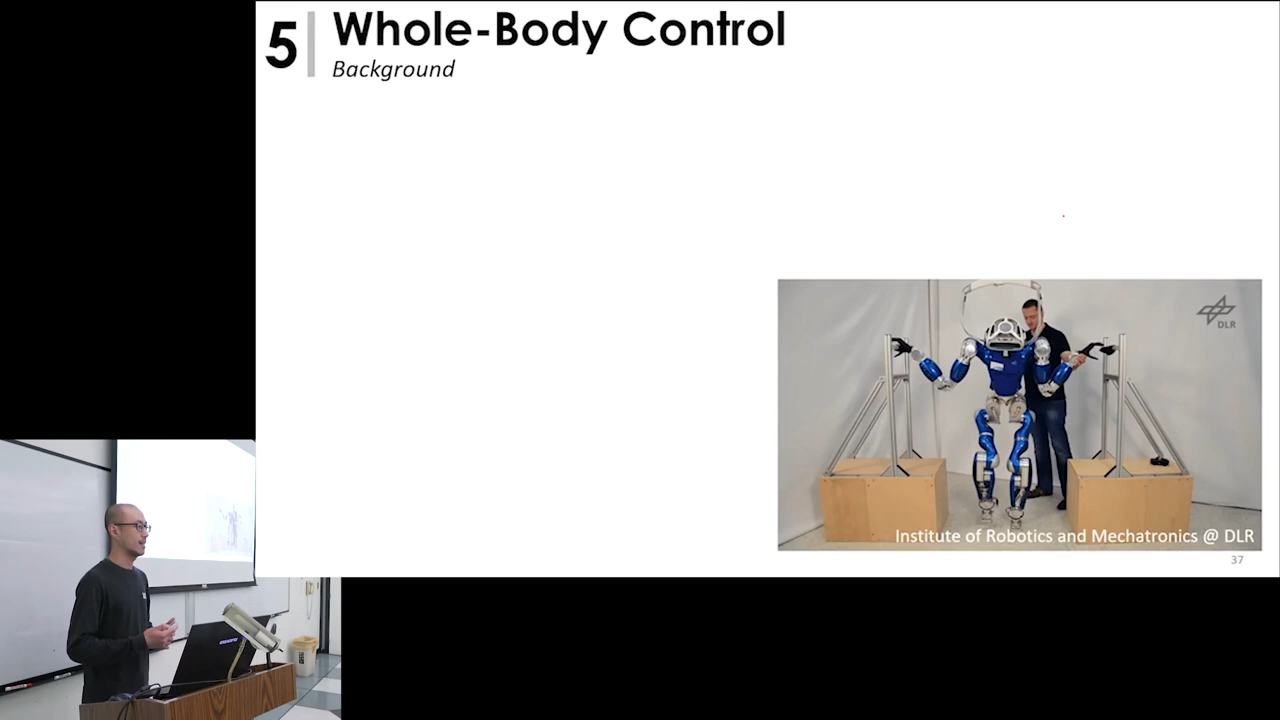 5
Whole-Body Control
Background
DLR
Institute of Robotics and Mechatronics @ DLR
37